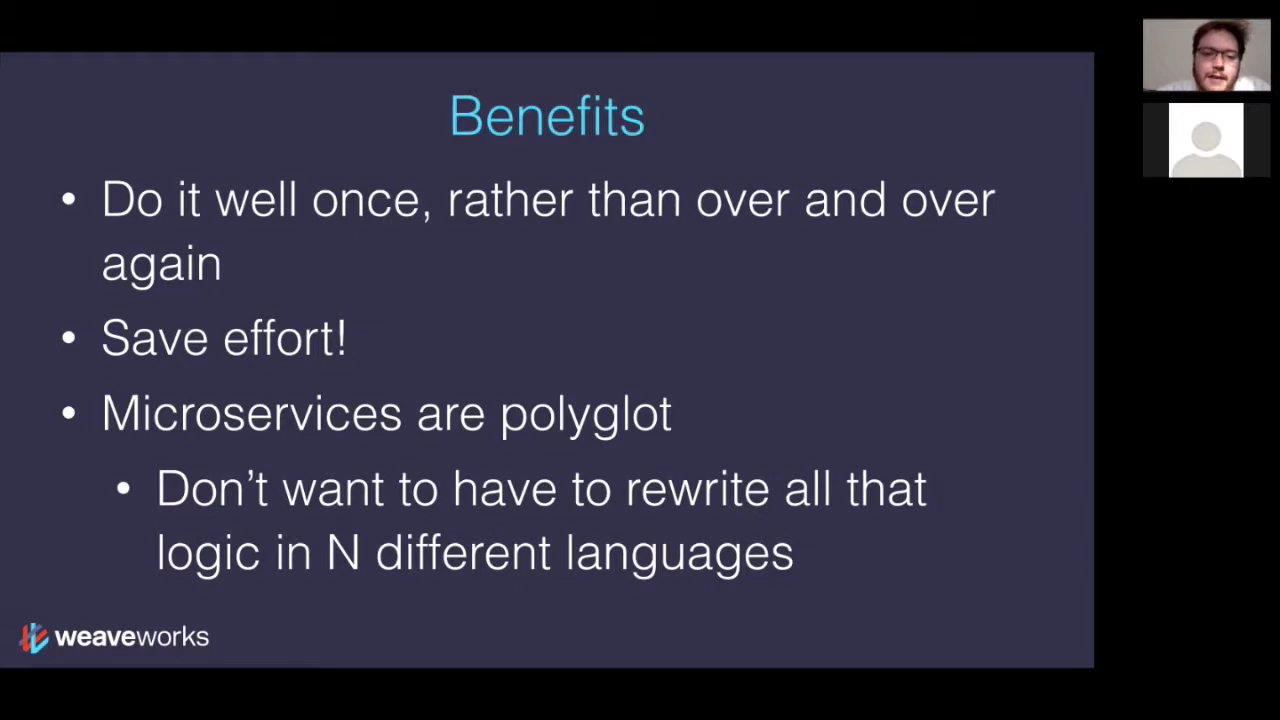 Benefits
• Do it well once, rather than over and over
again
• Save effort!
• Microservices are polyglot
• Don’t want to have to rewrite all that
logic in N different languages
weaveworks